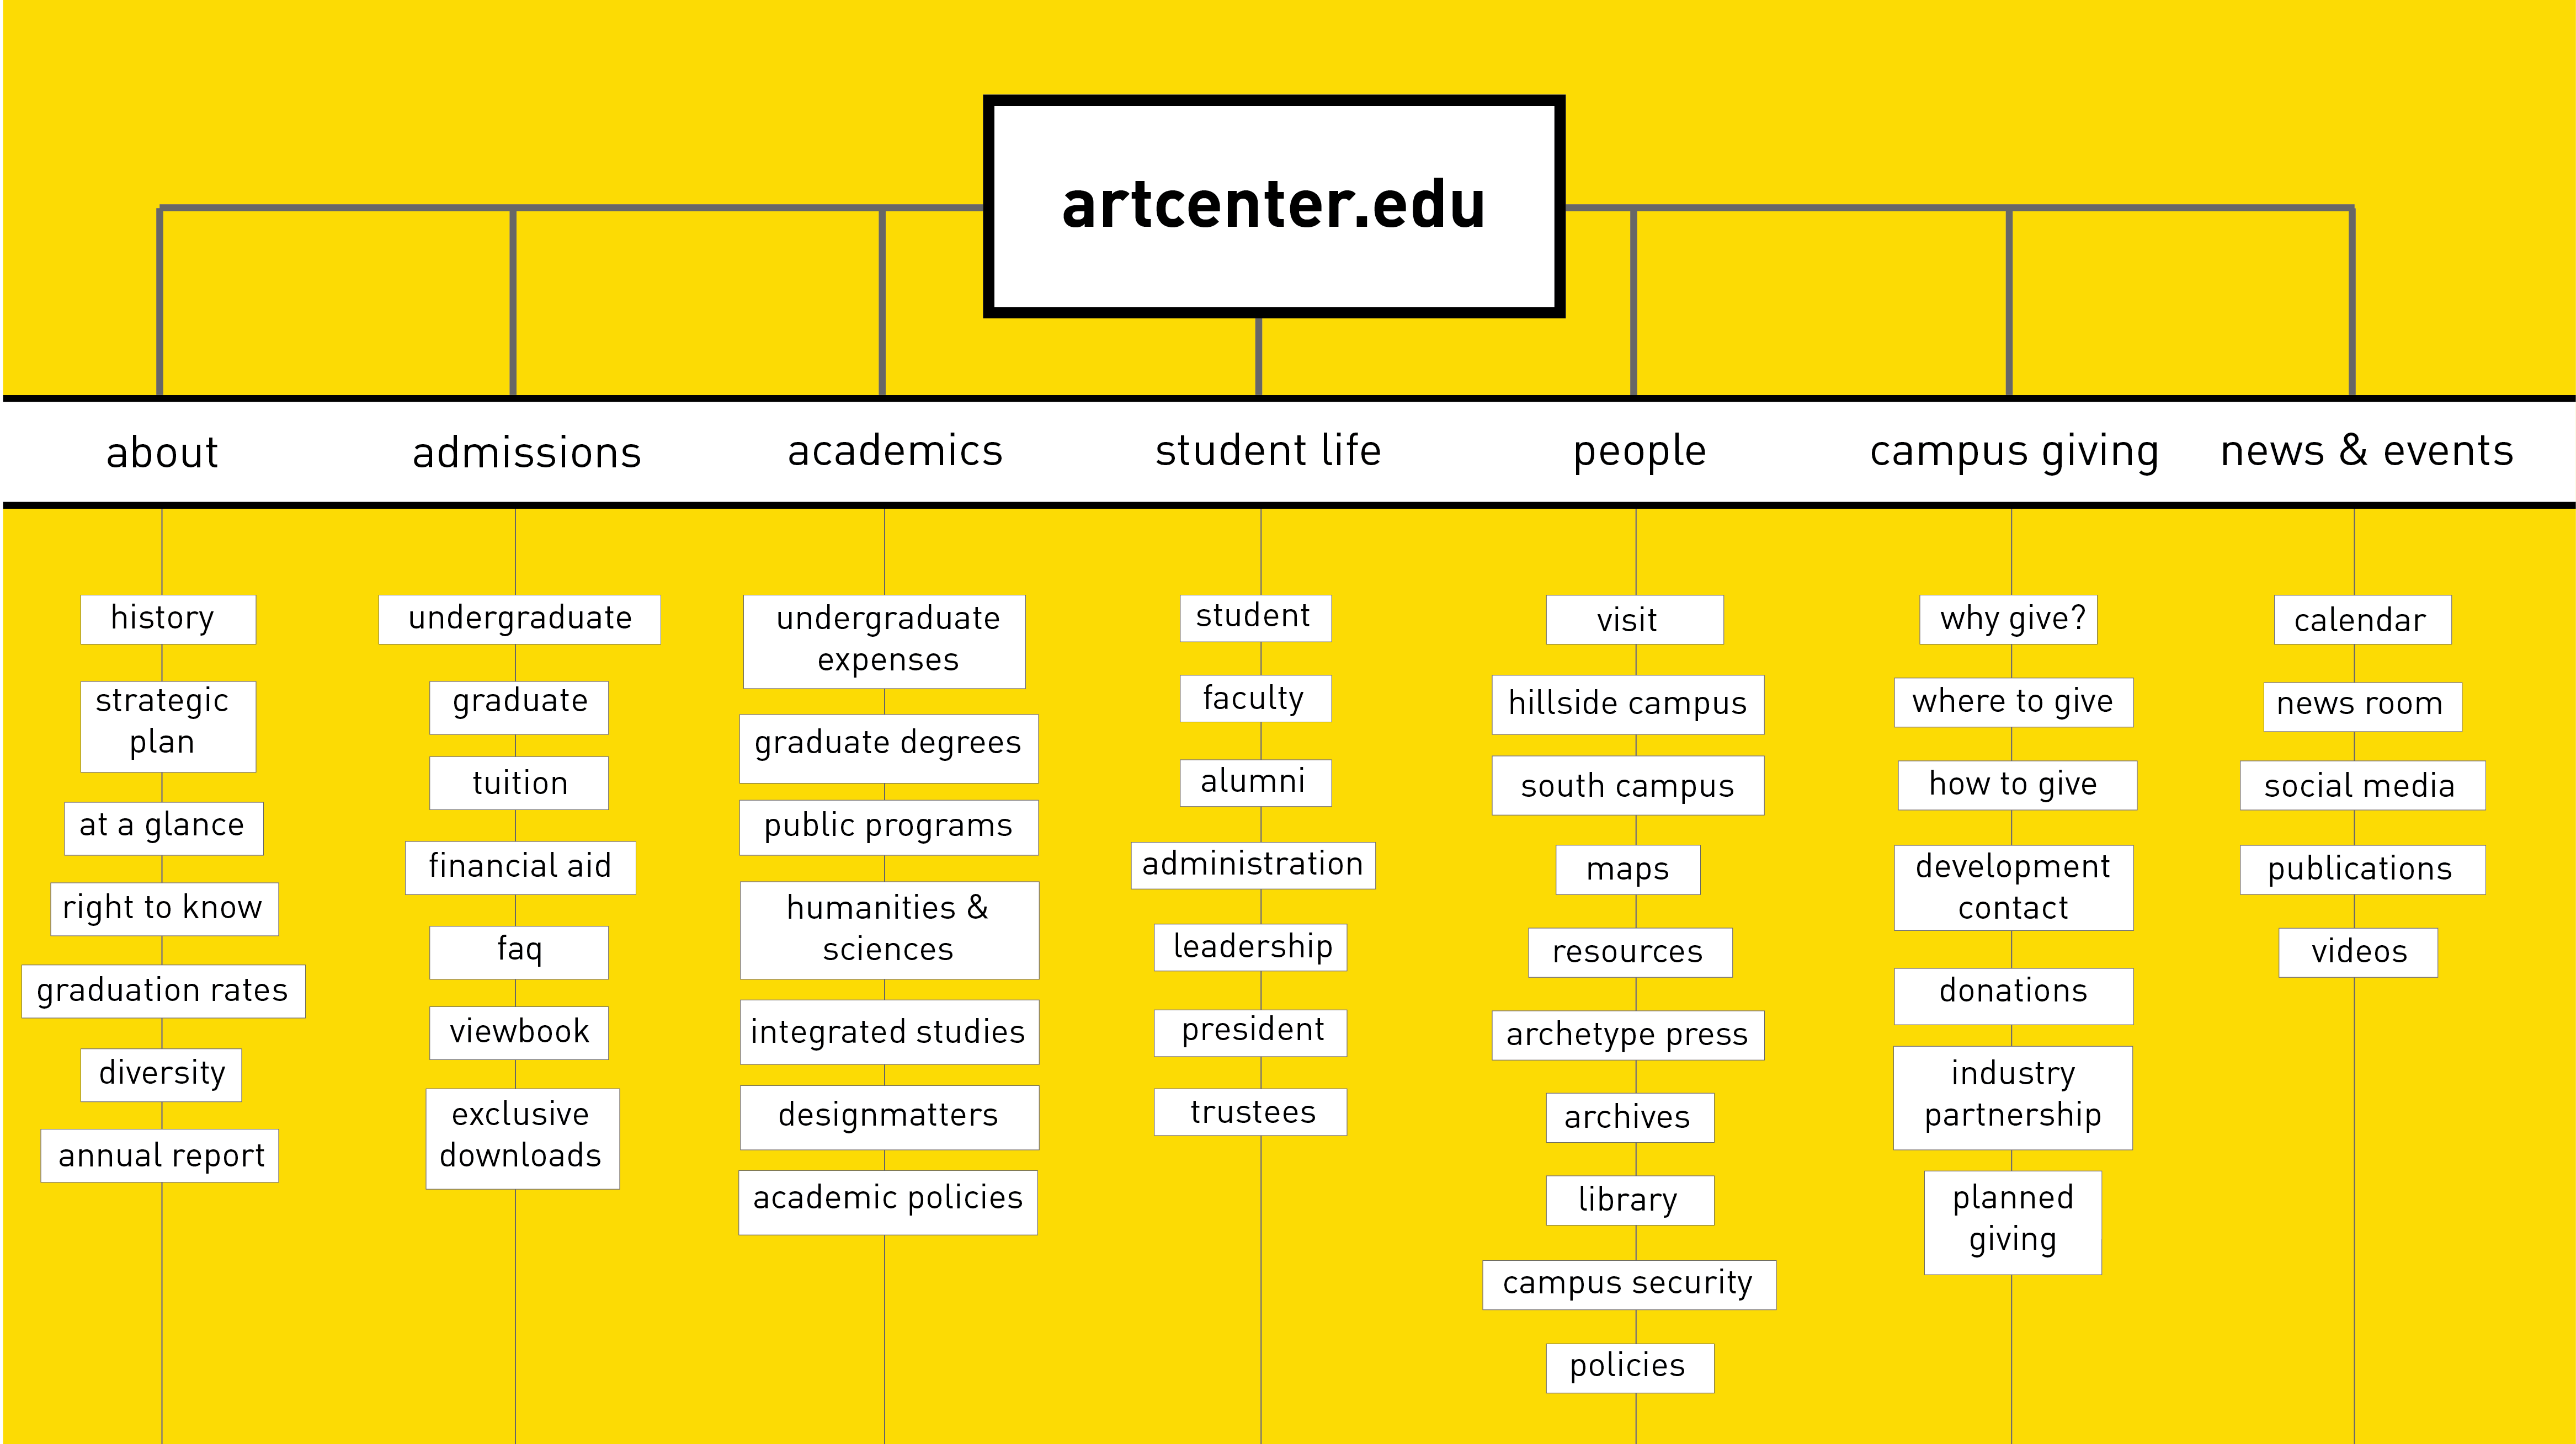 artcenter.edu
about
admissions
academics
student life
people
campus giving
news & events
history
strategic
plan
at a glance
right to know
graduation rates
diversity
annual report
undergraduate
graduate
tuition
financial aid
faq
viewbook
exclusive
downloads
undergraduate
expenses
graduate degrees
public programs
humanities &
sciences
integrated studies
designmatters
academic policies
student
faculty
alumni
administration
leadership
president
trustees
visit
hillside campus
south campus
maps
resources
archetype press
archives
library
campus security
policies
why give?
where to give
how to give
development
contact
donations
industry
partnership
planned
giving
calendar
news room
social media
publications
videos